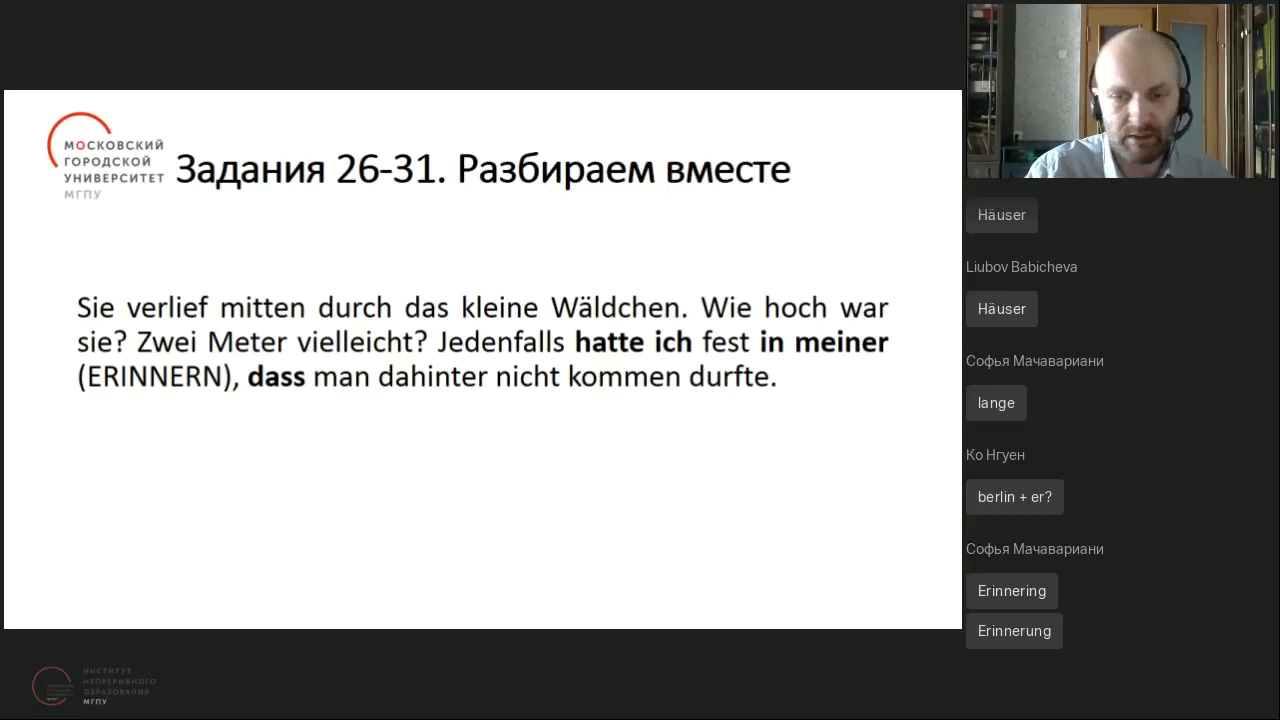 МОСКОВСКИЙ
ГОРОДСКОЙ
УНИВЕРСИТЕТ
МГПУ
Задания 26-31. Разбираем вместе
Sie verlief mitten durch das kleine Wäldchen. Wie hoch war
sie? Zwei Meter vielleicht? Jedenfalls hatte ich fest in meiner
(ERINNERN), dass man dahinter nicht kommen durfte.
Häuser
Liubov Babicheva
Häuser
Софья Мачавариани
lange
Ко Нгуен
berlin + er?
Софья Мачавариани
Erinnering
Erinnerung
ИНСТИТУТ
НЕПРЕРЫВНОГО
ОБРАЗОВАНИЯ
МГПУ